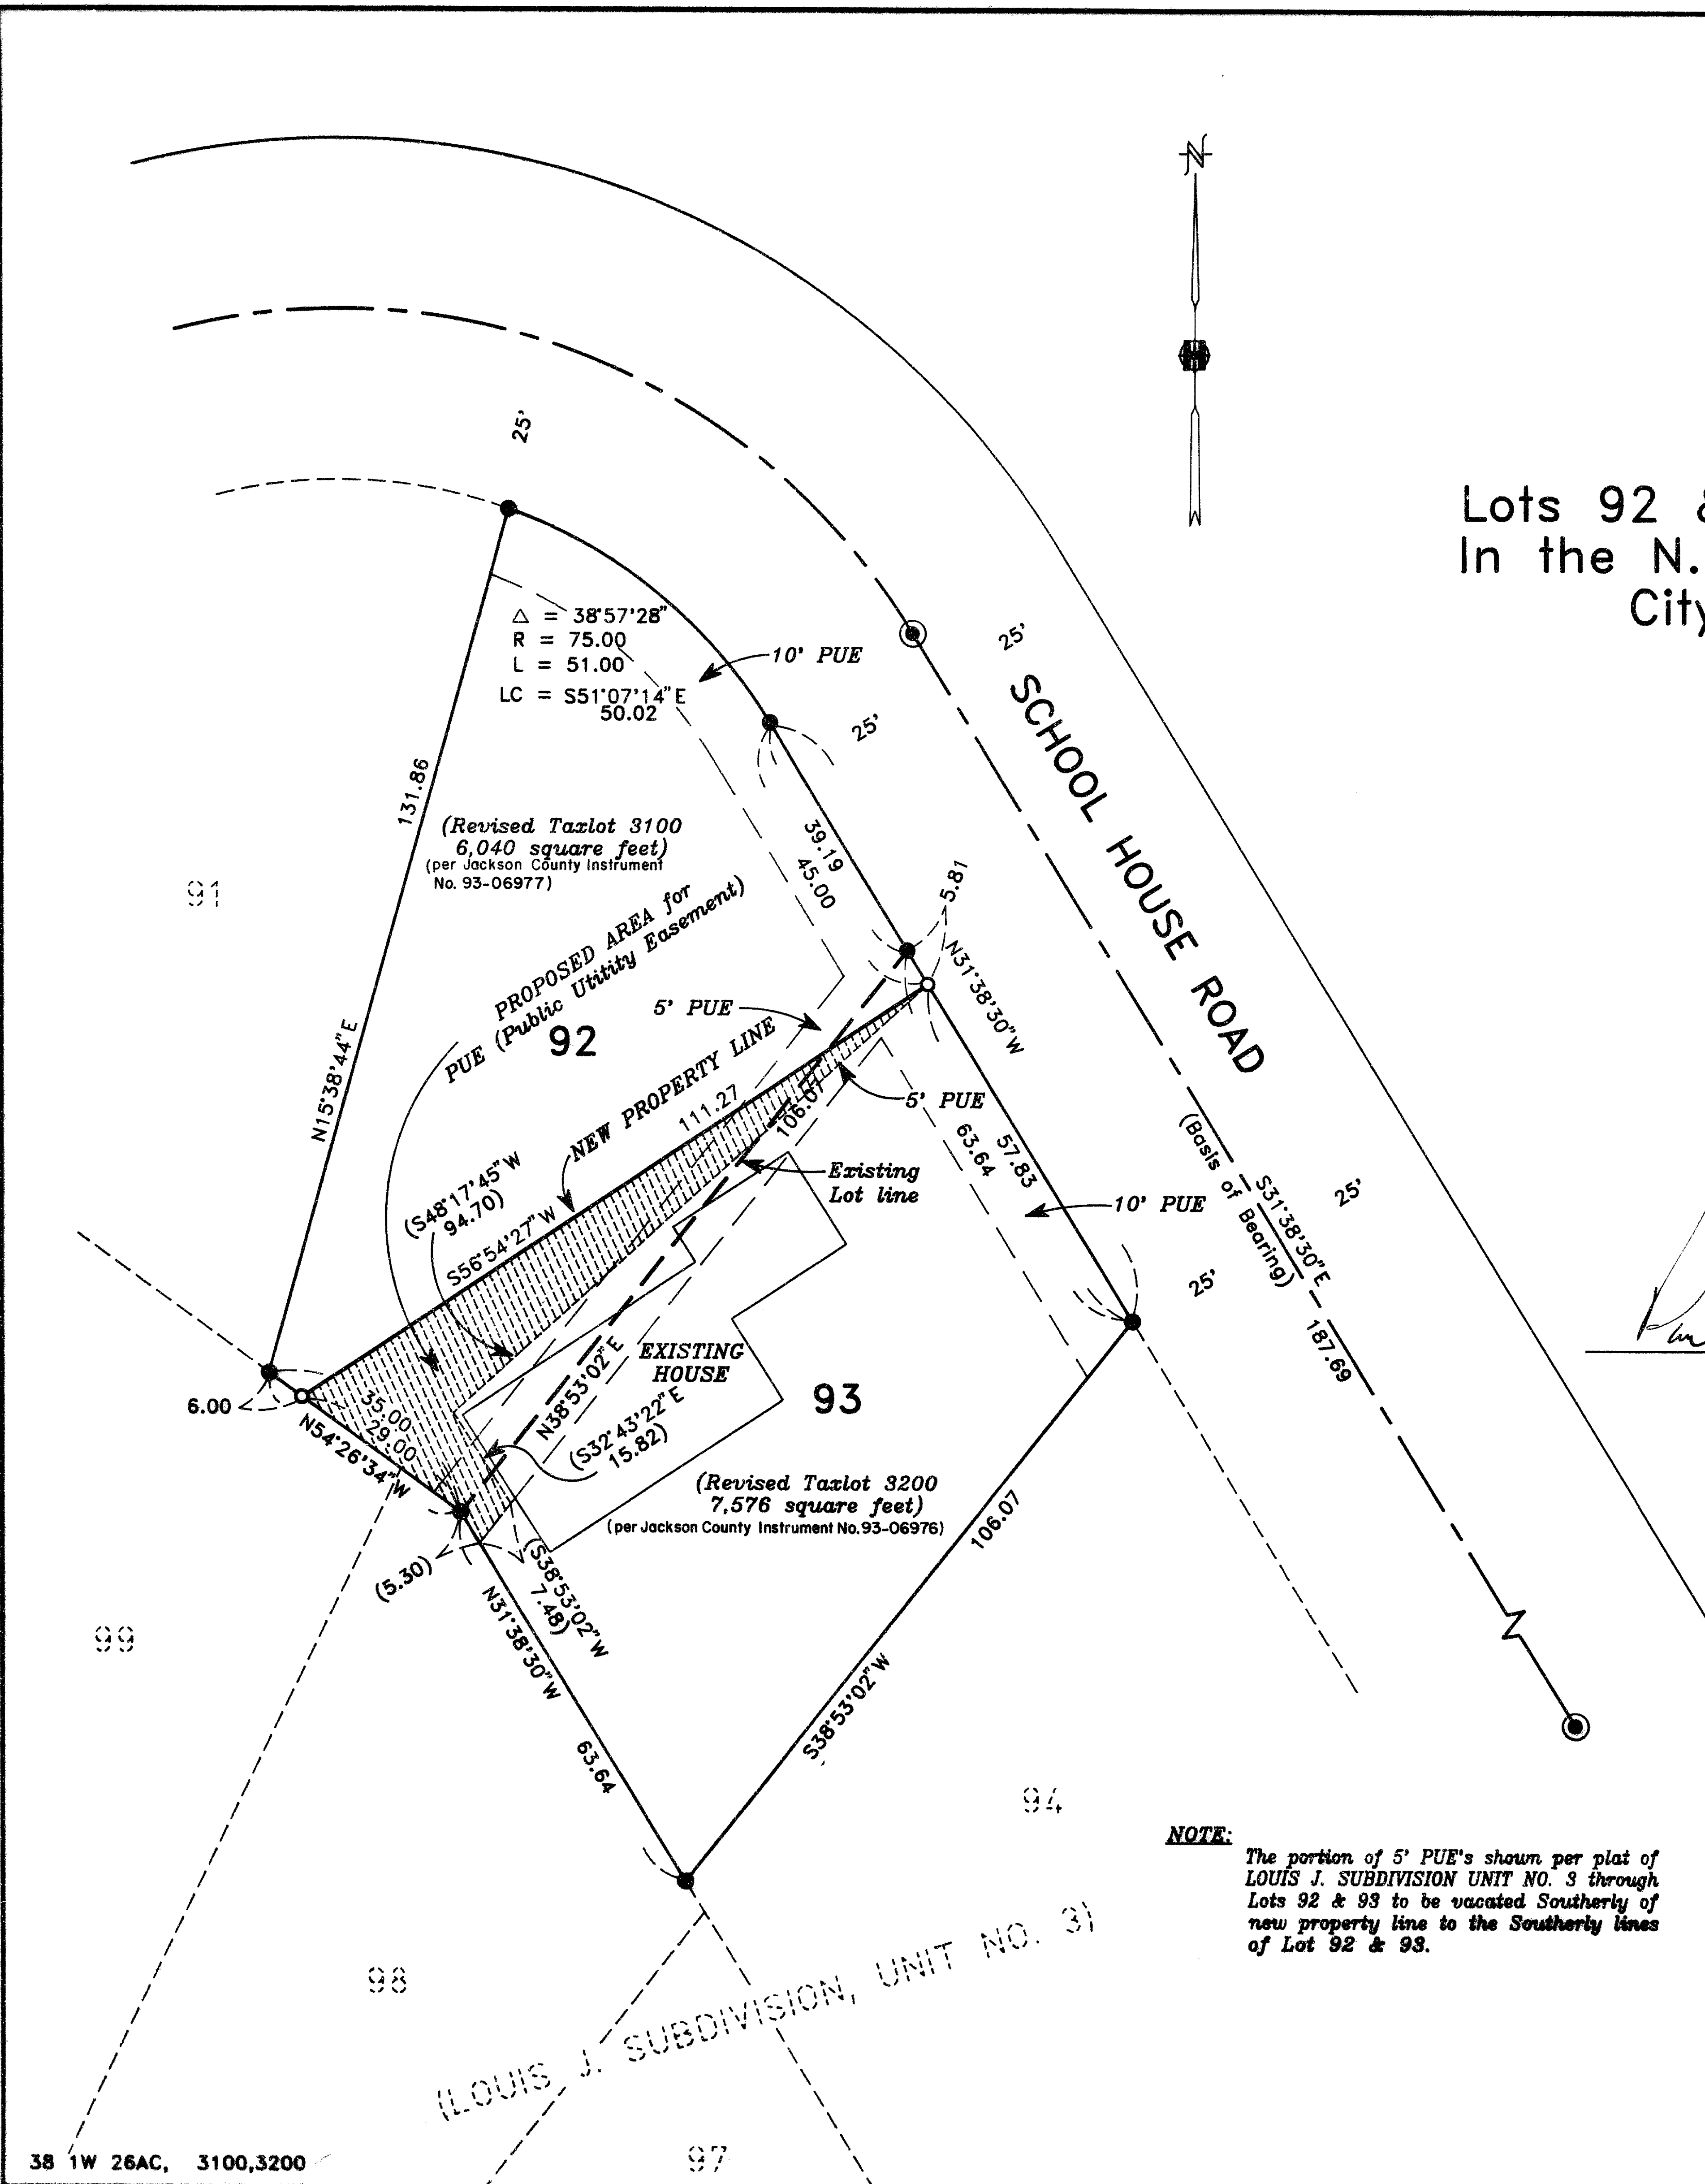 N
25'
Lots 92 &
In the N.
City
Δ = 38°57'28"
R = 75.00
L = 51.00
LC = S51°07'14"E
50.02
10' PUE
25'
25'
SCHOOL HOUSE ROAD
131.86
N15°38'44"E
(Revised Taxlot 3100
6,040 square feet)
(per Jackson County Instrument
No. 93-06977)
39.19
45.00
5.81
N31°38'30"W
91
PROPOSED AREA for
PUE (Public Utitity Easement)
92
5' PUE
NEW PROPERTY LINE
111.27
106.07
5' PUE
63.64
57.83
Existing
Lot line
10' PUE
(Basis of Bearing)
S31°38'30"E
187.69
25'
25'
(S48°17'45"W
94.70)
S56°54'27"W
6.00
35.00
29.00
N54°26'34"W
N38°53'02"E
EXISTING
HOUSE
93
(S32°43'22"E
15.82)
(Revised Taxlot 3200
7,576 square feet)
(per Jackson County Instrument No. 93-06976)
106.07
S38°53'02"W
(5.30)
(S38°53'02"W
7.48)
N31°38'30"W
63.64
99
94
98
97
(LOUIS J. SUBDIVISION, UNIT NO. 3)
NOTE:
The portion of 5' PUE's shown per plat of
LOUIS J. SUBDIVISION UNIT NO. 3 through
Lots 92 & 93 to be vacated Southerly of
new property line to the Southerly lines
of Lot 92 & 93.
38 1W 26AC, 3100,3200